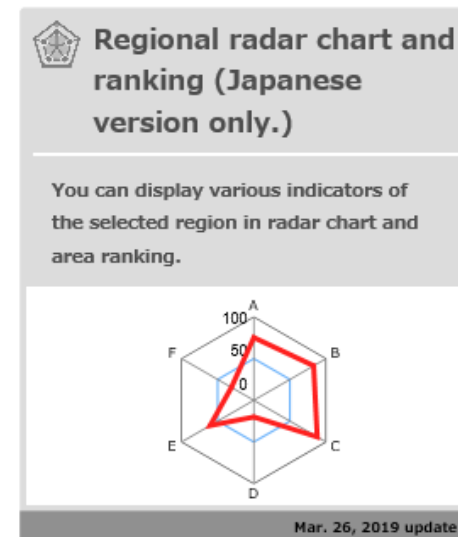 Regional radar chart and
ranking (Japanese
version only.)
You can display various indicators of
the selected region in radar chart and
area ranking.
A
100
F
50
B
0
E
C
D
Mar. 26, 2019 update